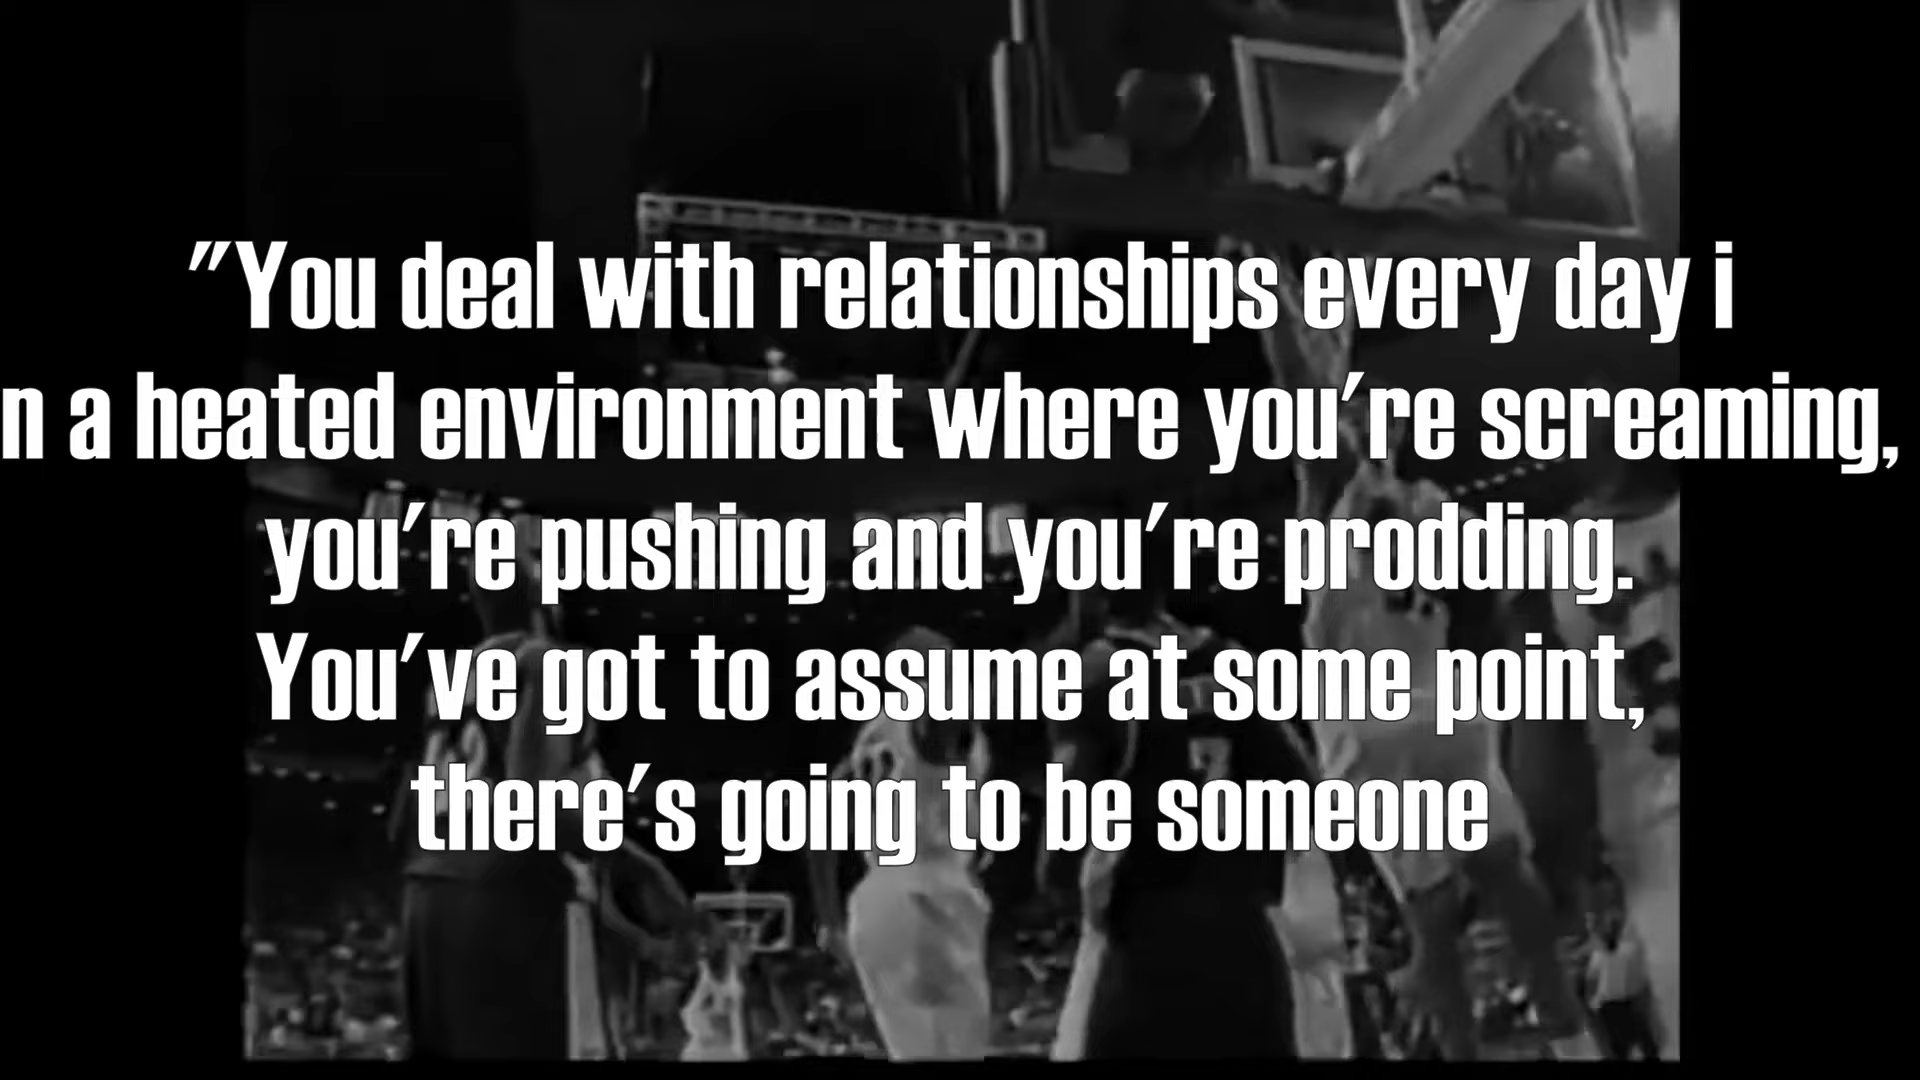 "You deal with relationships every day i
n a heated environment where you're screaming,
you're pushing and you're prodding.
You've got to assume at some point,
there's going to be someone